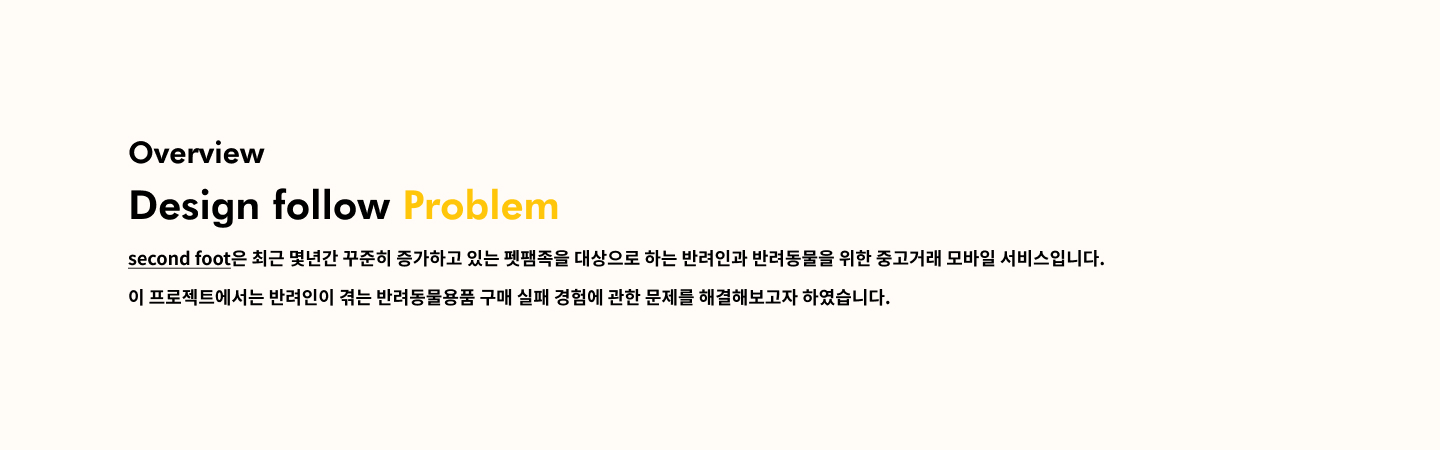 Overview
Design follow Problem
second foot은 최근 몇년간 꾸준히 증가하고 있는 펫팸족을 대상으로 하는 반려인과 반려동물을 위한 중고거래 모바일 서비스입니다.
이 프로젝트에서는 반려인이 겪는 반려동물용품 구매 실패 경험에 관한 문제를 해결해보고자 하였습니다.